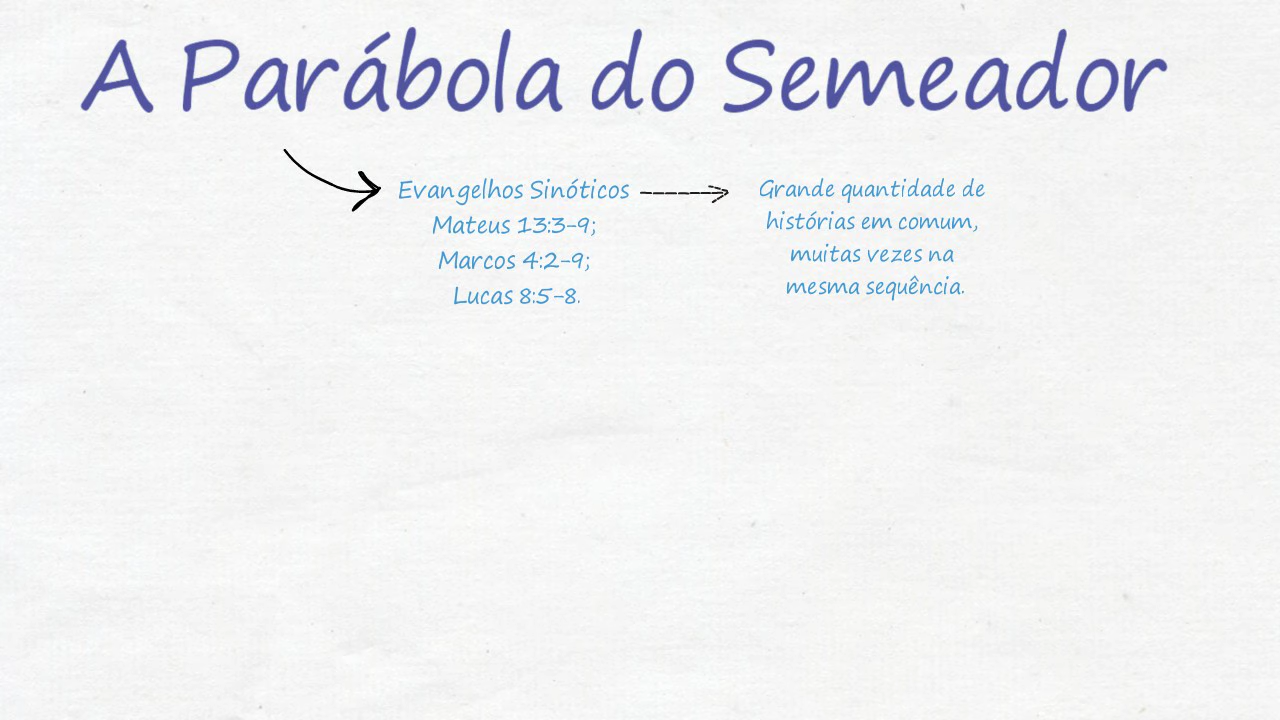 A Parábola do Semeador
Evangelhos Sinóticos
Mateus 13:3-9;
Marcos 4:2-9;
Lucas 8:5-8.
Grande quantidade de
histórias em comum,
muitas vezes na
mesma sequência.